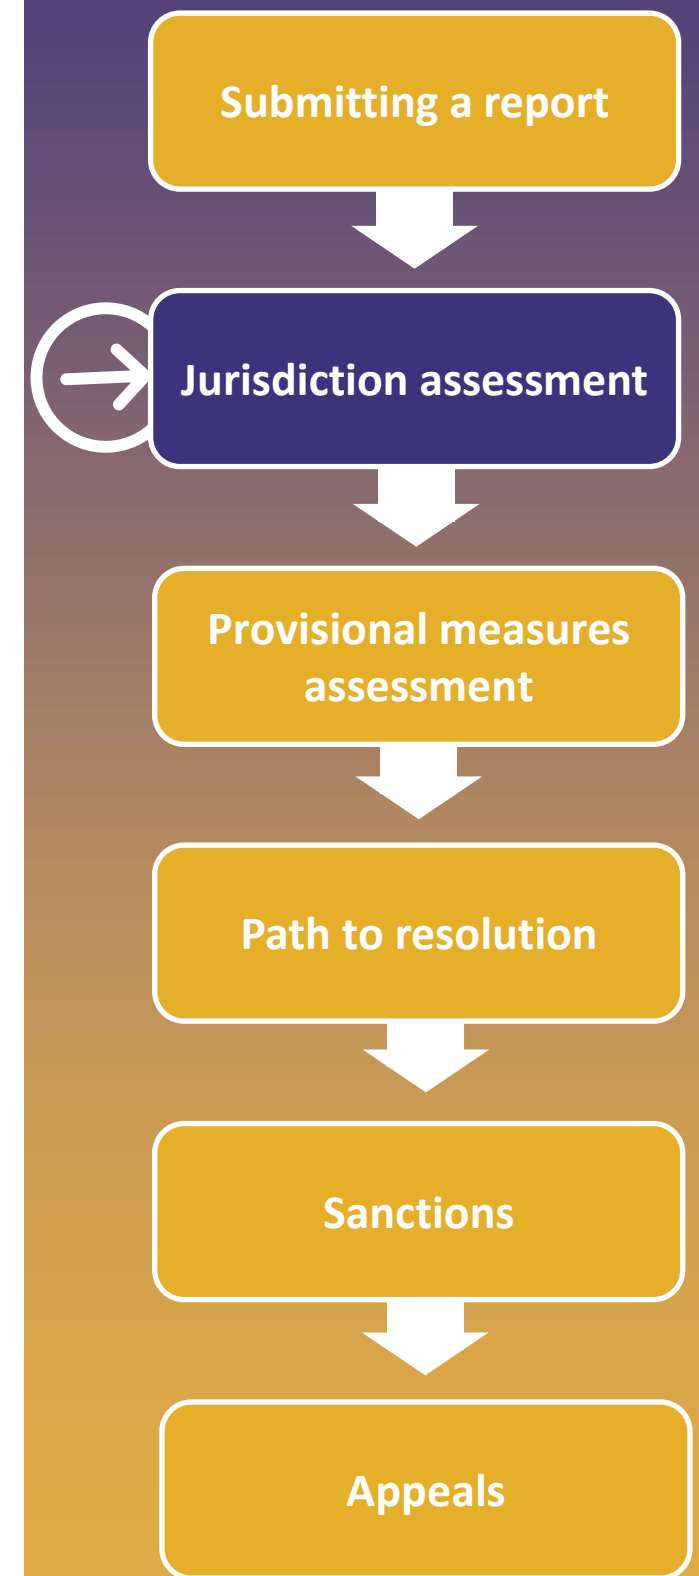 Submitting a report
Jurisdiction assessment
Provisional measures
assessment
Path to resolution
Sanctions
Appeals